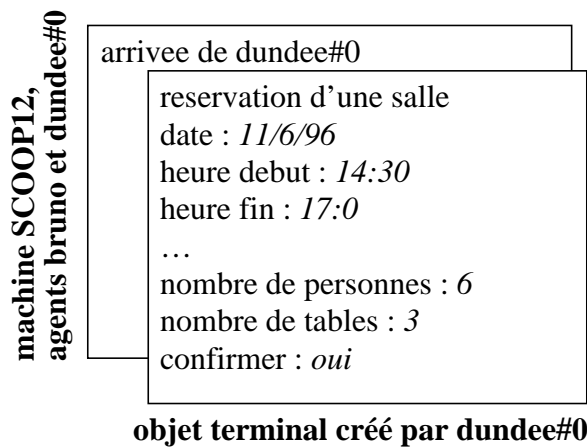 machine SCOOP12,
agents bruno et dundee#0
arrivee de dundee#0
reservation d’une salle
date : 11/6/96
heure debut : 14:30
heure fin : 17:0
…
nombre de personnes : 6
nombre de tables : 3
confirmer : oui
objet terminal créé par dundee#0